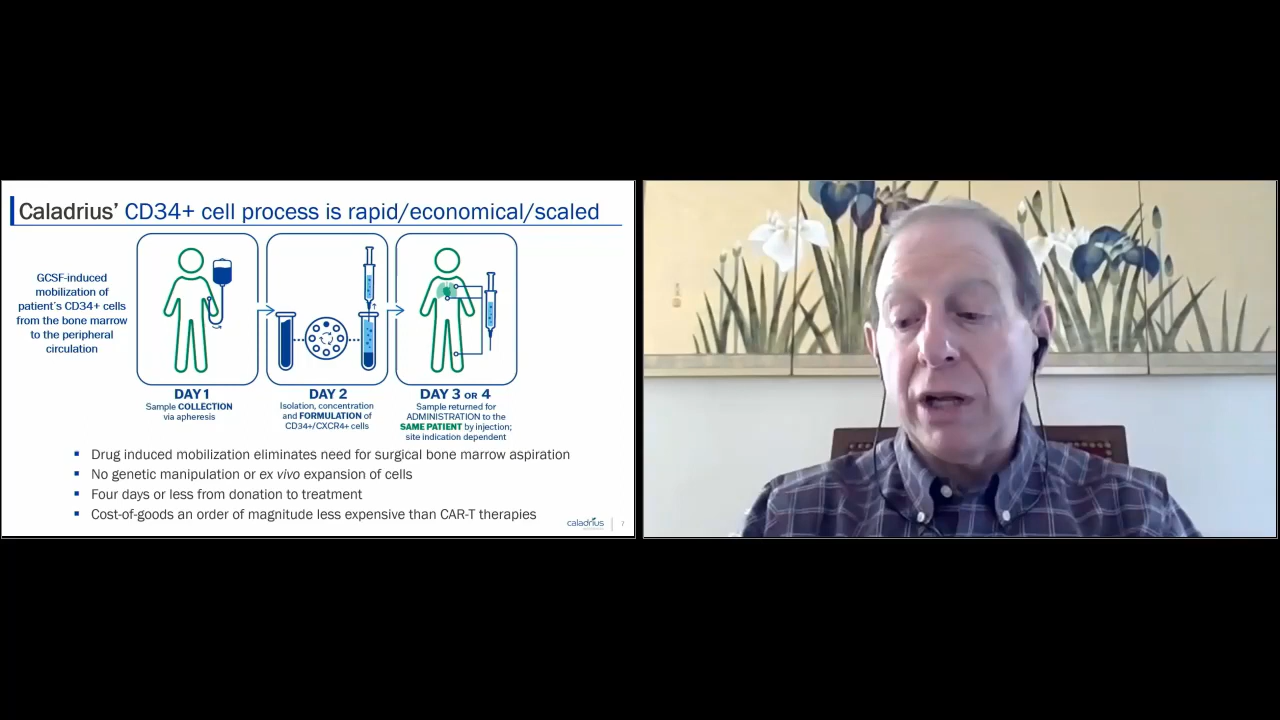 Caladrius' CD34+ cell process is rapid/economical/scaled
GCSF-induced
mobilization of
patient's CD34+ cells
from the bone marrow
to the peripheral
circulation
DAY 1
Sample COLLECTION
via apheresis
DAY 2
Isolation, concentration
and FORMULATION of
CD34+/CXCR4+ cells
DAY 3 OR 4
Sample returned for
ADMINISTRATION to the
SAME PATIENT by injection;
site indication dependent
▪ Drug induced mobilization eliminates need for surgical bone marrow aspiration
▪ No genetic manipulation or ex vivo expansion of cells
▪ Four days or less from donation to treatment
▪ Cost-of-goods an order of magnitude less expensive than CAR-T therapies
caladrius
7